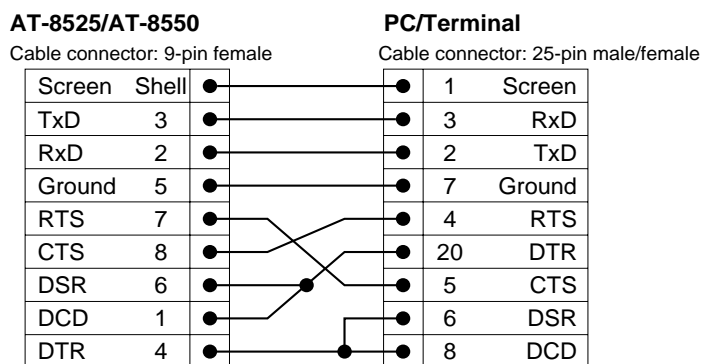 AT-8525/AT-8550 PC/Terminal
Cable connector: 9-pin female Cable connector: 25-pin male/female
Screen Shell 1 Screen
TxD 3 3 RxD
RxD 2 2 TxD
Ground 5 7 Ground
RTS 7 4 RTS
CTS 8 20 DTR
DSR 6 5 CTS
DCD 1 6 DSR
DTR 4 8 DCD